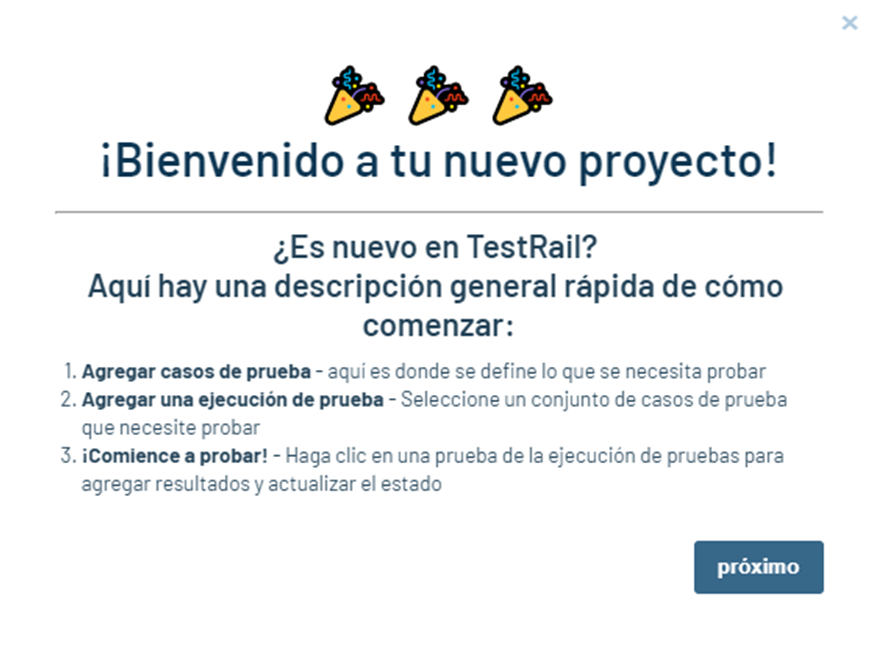 ¡Bienvenido a tu nuevo proyecto!
¿Es nuevo en TestRail?
Aquí hay una descripción general rápida de cómo
comenzar:
1. Agregar casos de prueba - aquí es donde se define lo que se necesita probar
2. Agregar una ejecución de prueba - Seleccione un conjunto de casos de prueba
que necesite probar
3. ¡Comience a probar! - Haga clic en una prueba de la ejecución de pruebas para
agregar resultados y actualizar el estado
próximo